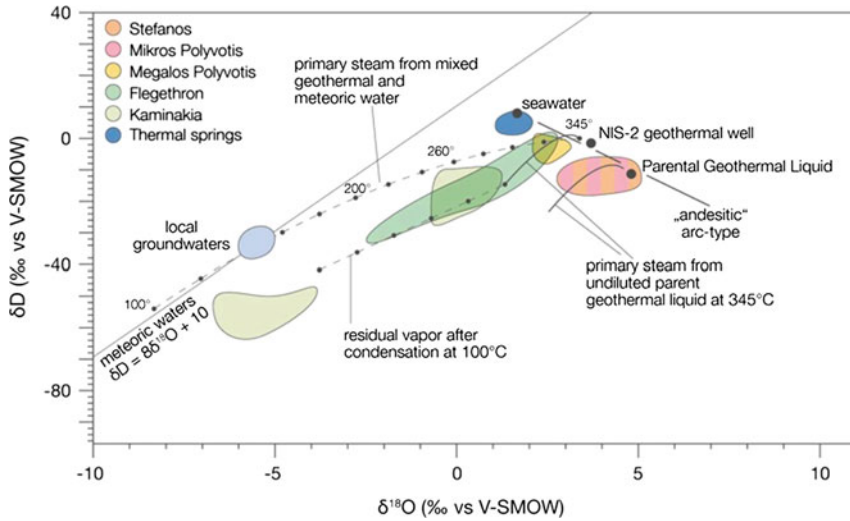 40
0
-40
-80
-10
-5
0
5
10
δD (‰ vs V-SMOW)
δ¹⁸O (‰ vs V-SMOW)
Stefanos
Mikros Polyvotis
Megalos Polyvotis
Flegethron
Kaminakia
Thermal springs
primary steam from mixed
geothermal and
meteoric water
seawater
345°
NIS-2 geothermal well
260°
Parental Geothermal Liquid
200°
„andesitic“
arc-type
local
groundwaters
primary steam from
undiluted parent
geothermal liquid at 345°C
100°
meteoric waters
δD = 8δ¹⁸O + 10
residual vapor after
condensation at 100°C